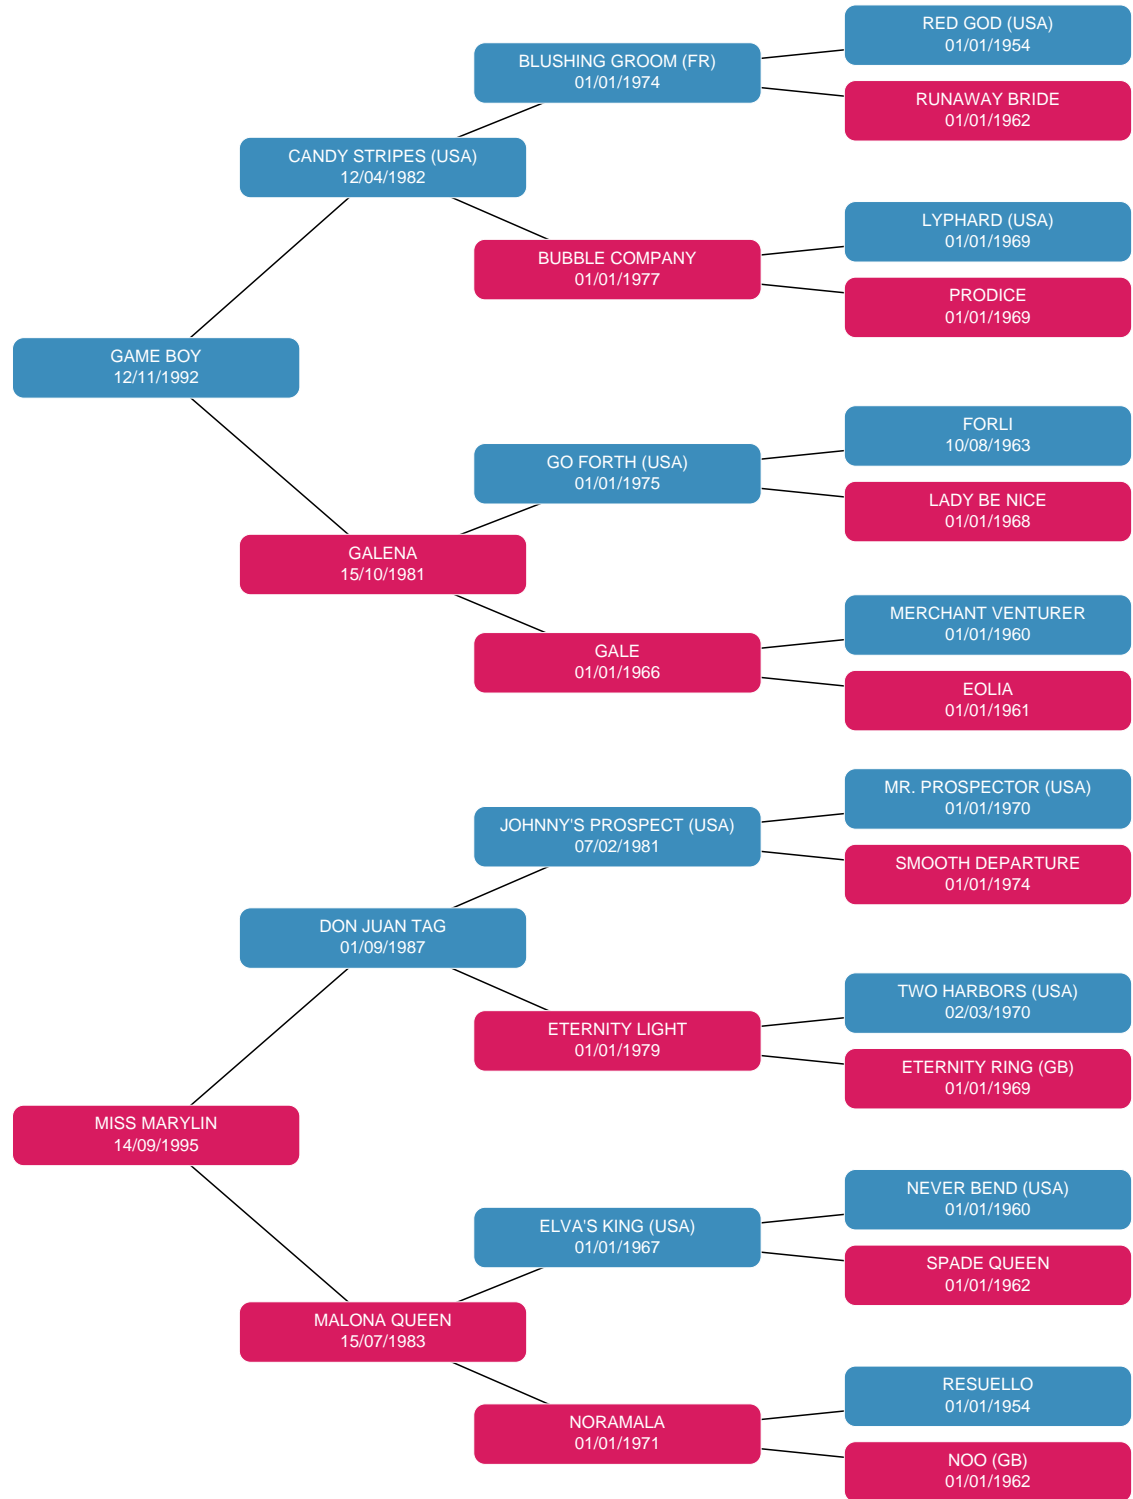 RED GOD (USA)
01/01/1954
BLUSHING GROOM (FR)
01/01/1974
RUNAWAY BRIDE
01/01/1962
CANDY STRIPES (USA)
12/04/1982
LYPHARD (USA)
01/01/1969
BUBBLE COMPANY
01/01/1977
PRODICE
01/01/1969
GAME BOY
12/11/1992
FORLI
10/08/1963
GO FORTH (USA)
01/01/1975
LADY BE NICE
01/01/1968
GALENA
15/10/1981
MERCHANT VENTURER
01/01/1960
GALE
01/01/1966
EOLIA
01/01/1961
MR. PROSPECTOR (USA)
01/01/1970
JOHNNY'S PROSPECT (USA)
07/02/1981
SMOOTH DEPARTURE
01/01/1974
DON JUAN TAG
01/09/1987
TWO HARBORS (USA)
02/03/1970
ETERNITY LIGHT
01/01/1979
ETERNITY RING (GB)
01/01/1969
MISS MARYLIN
14/09/1995
NEVER BEND (USA)
01/01/1960
ELVA'S KING (USA)
01/01/1967
SPADE QUEEN
01/01/1962
MALONA QUEEN
15/07/1983
RESUELLO
01/01/1954
NORAMALA
01/01/1971
NOO (GB)
01/01/1962